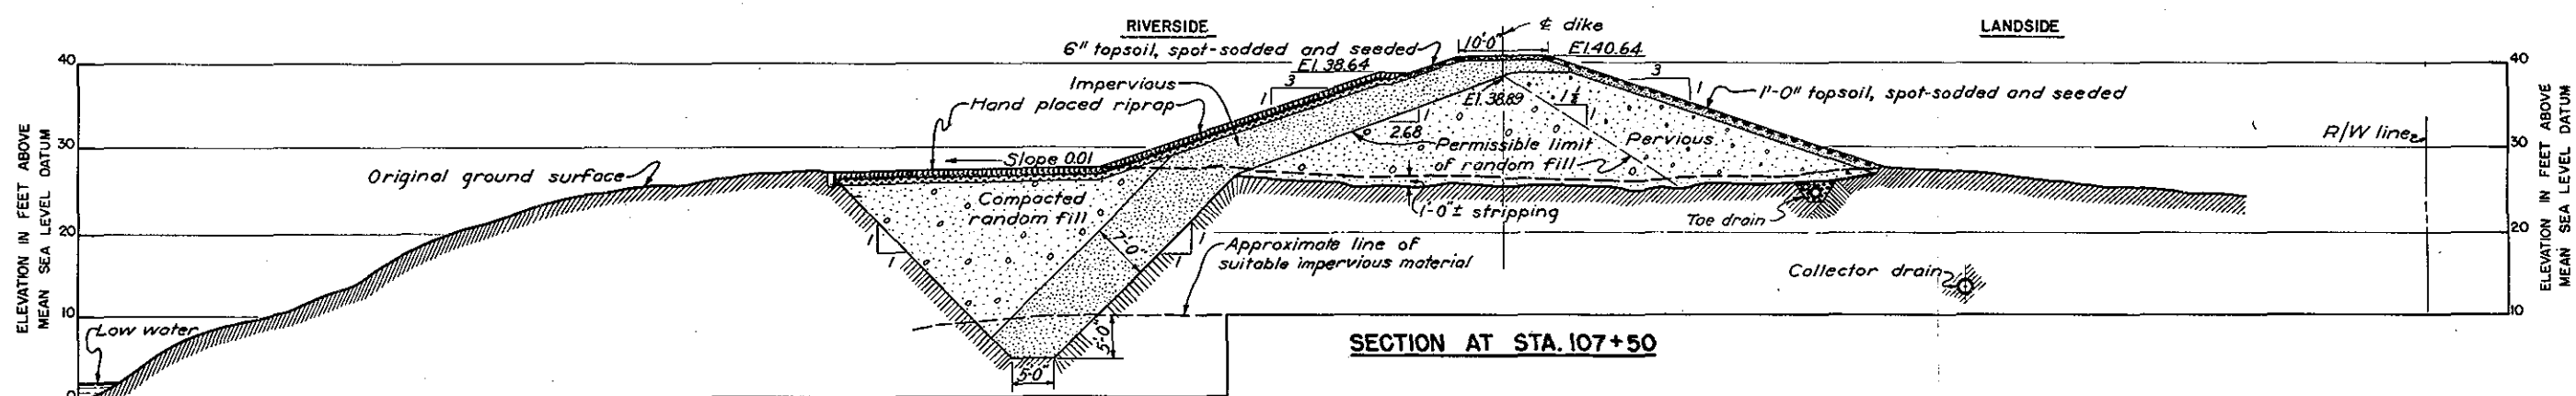 RIVERSIDE
℄ dike
LANDSIDE
6" topsoil, spot-sodded and seeded
10'-0"
El. 40.64
El. 38.64
40
40
Impervious
3
1
3
1
Hand placed riprap
El. 38.89
1½
1
1'-0" topsoil, spot-sodded and seeded
ELEVATION IN FEET ABOVE
MEAN SEA LEVEL DATUM
ELEVATION IN FEET ABOVE
MEAN SEA LEVEL DATUM
1
2.68
Permissible limit
of random fill
Pervious
R/W line
30
30
Slope 0.01
Original ground surface
Compacted
random fill
1'-0"± stripping
Toe drain
20
20
1
1
7'-0"
1
1
Approximate line of
suitable impervious material
Collector drain
10
10
Low water
5'-0"
SECTION AT STA. 107+50
5'-0"
0